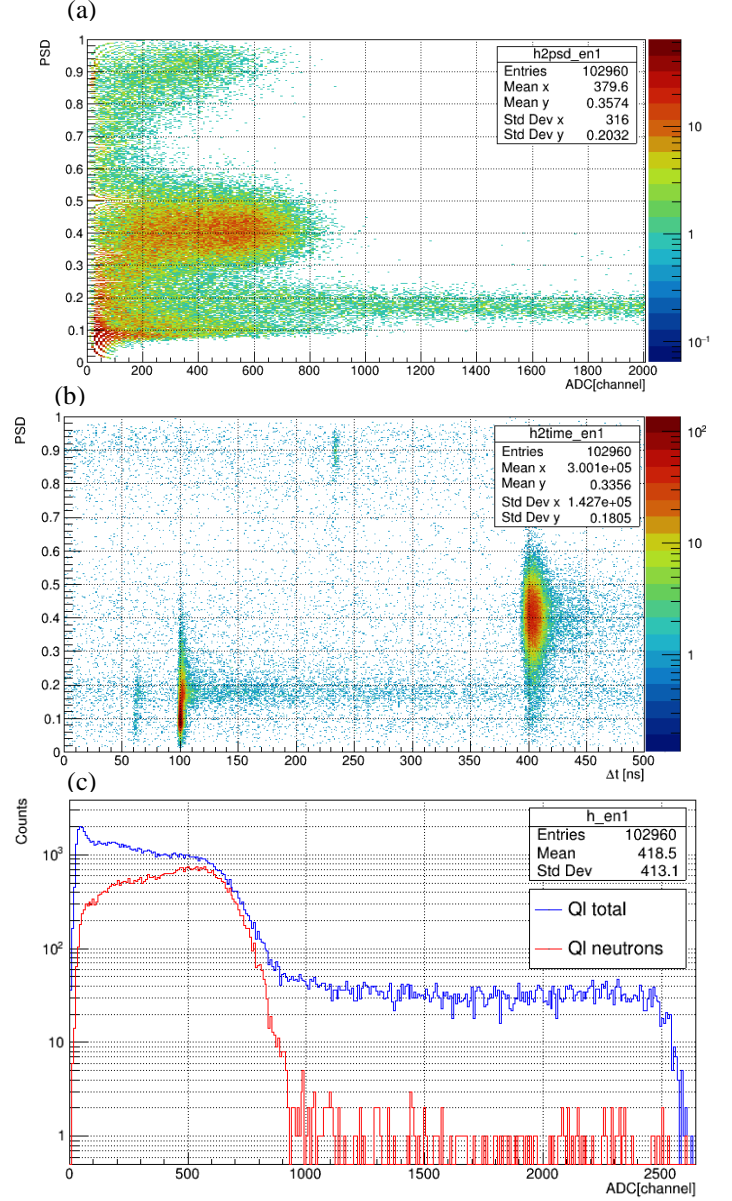 (a)
PSD
1
0.9
0.8
0.7
0.6
0.5
0.4
0.3
0.2
0.1
0
0 200 400 600 800 1000 1200 1400 1600 1800 2000
ADC[channel]
h2psd_en1
Entries 102960
Mean x 379.6
Mean y 0.3574
Std Dev x 316
Std Dev y 0.2032
10
1
10⁻¹
(b)
PSD
1
0.9
0.8
0.7
0.6
0.5
0.4
0.3
0.2
0.1
0
0 50 100 150 200 250 300 350 400 450 500
Δt [ns]
h2time_en1
Entries 102960
Mean x 3.001e+05
Mean y 0.3356
Std Dev x 1.427e+05
Std Dev y 0.1805
10²
10
1
(c)
Counts
10³
10²
10
1
0 500 1000 1500 2000 2500
ADC[channel]
h_en1
Entries 102960
Mean 418.5
Std Dev 413.1
Ql total
Ql neutrons